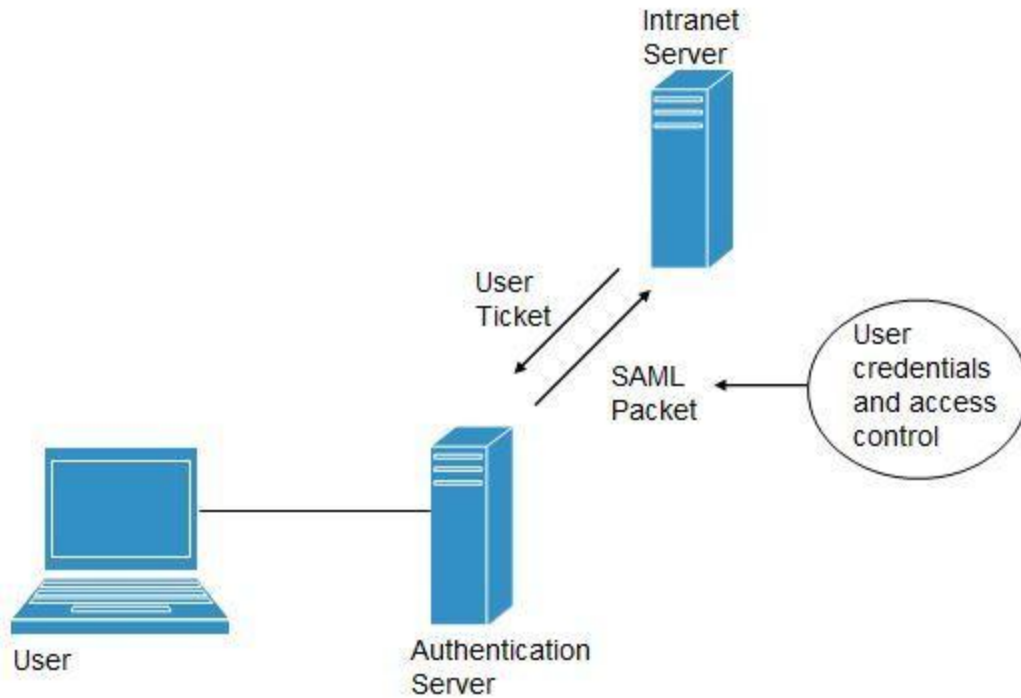 Intranet
Server
User
Ticket
SAML
Packet
User
credentials
and access
control
User
Authentication
Server